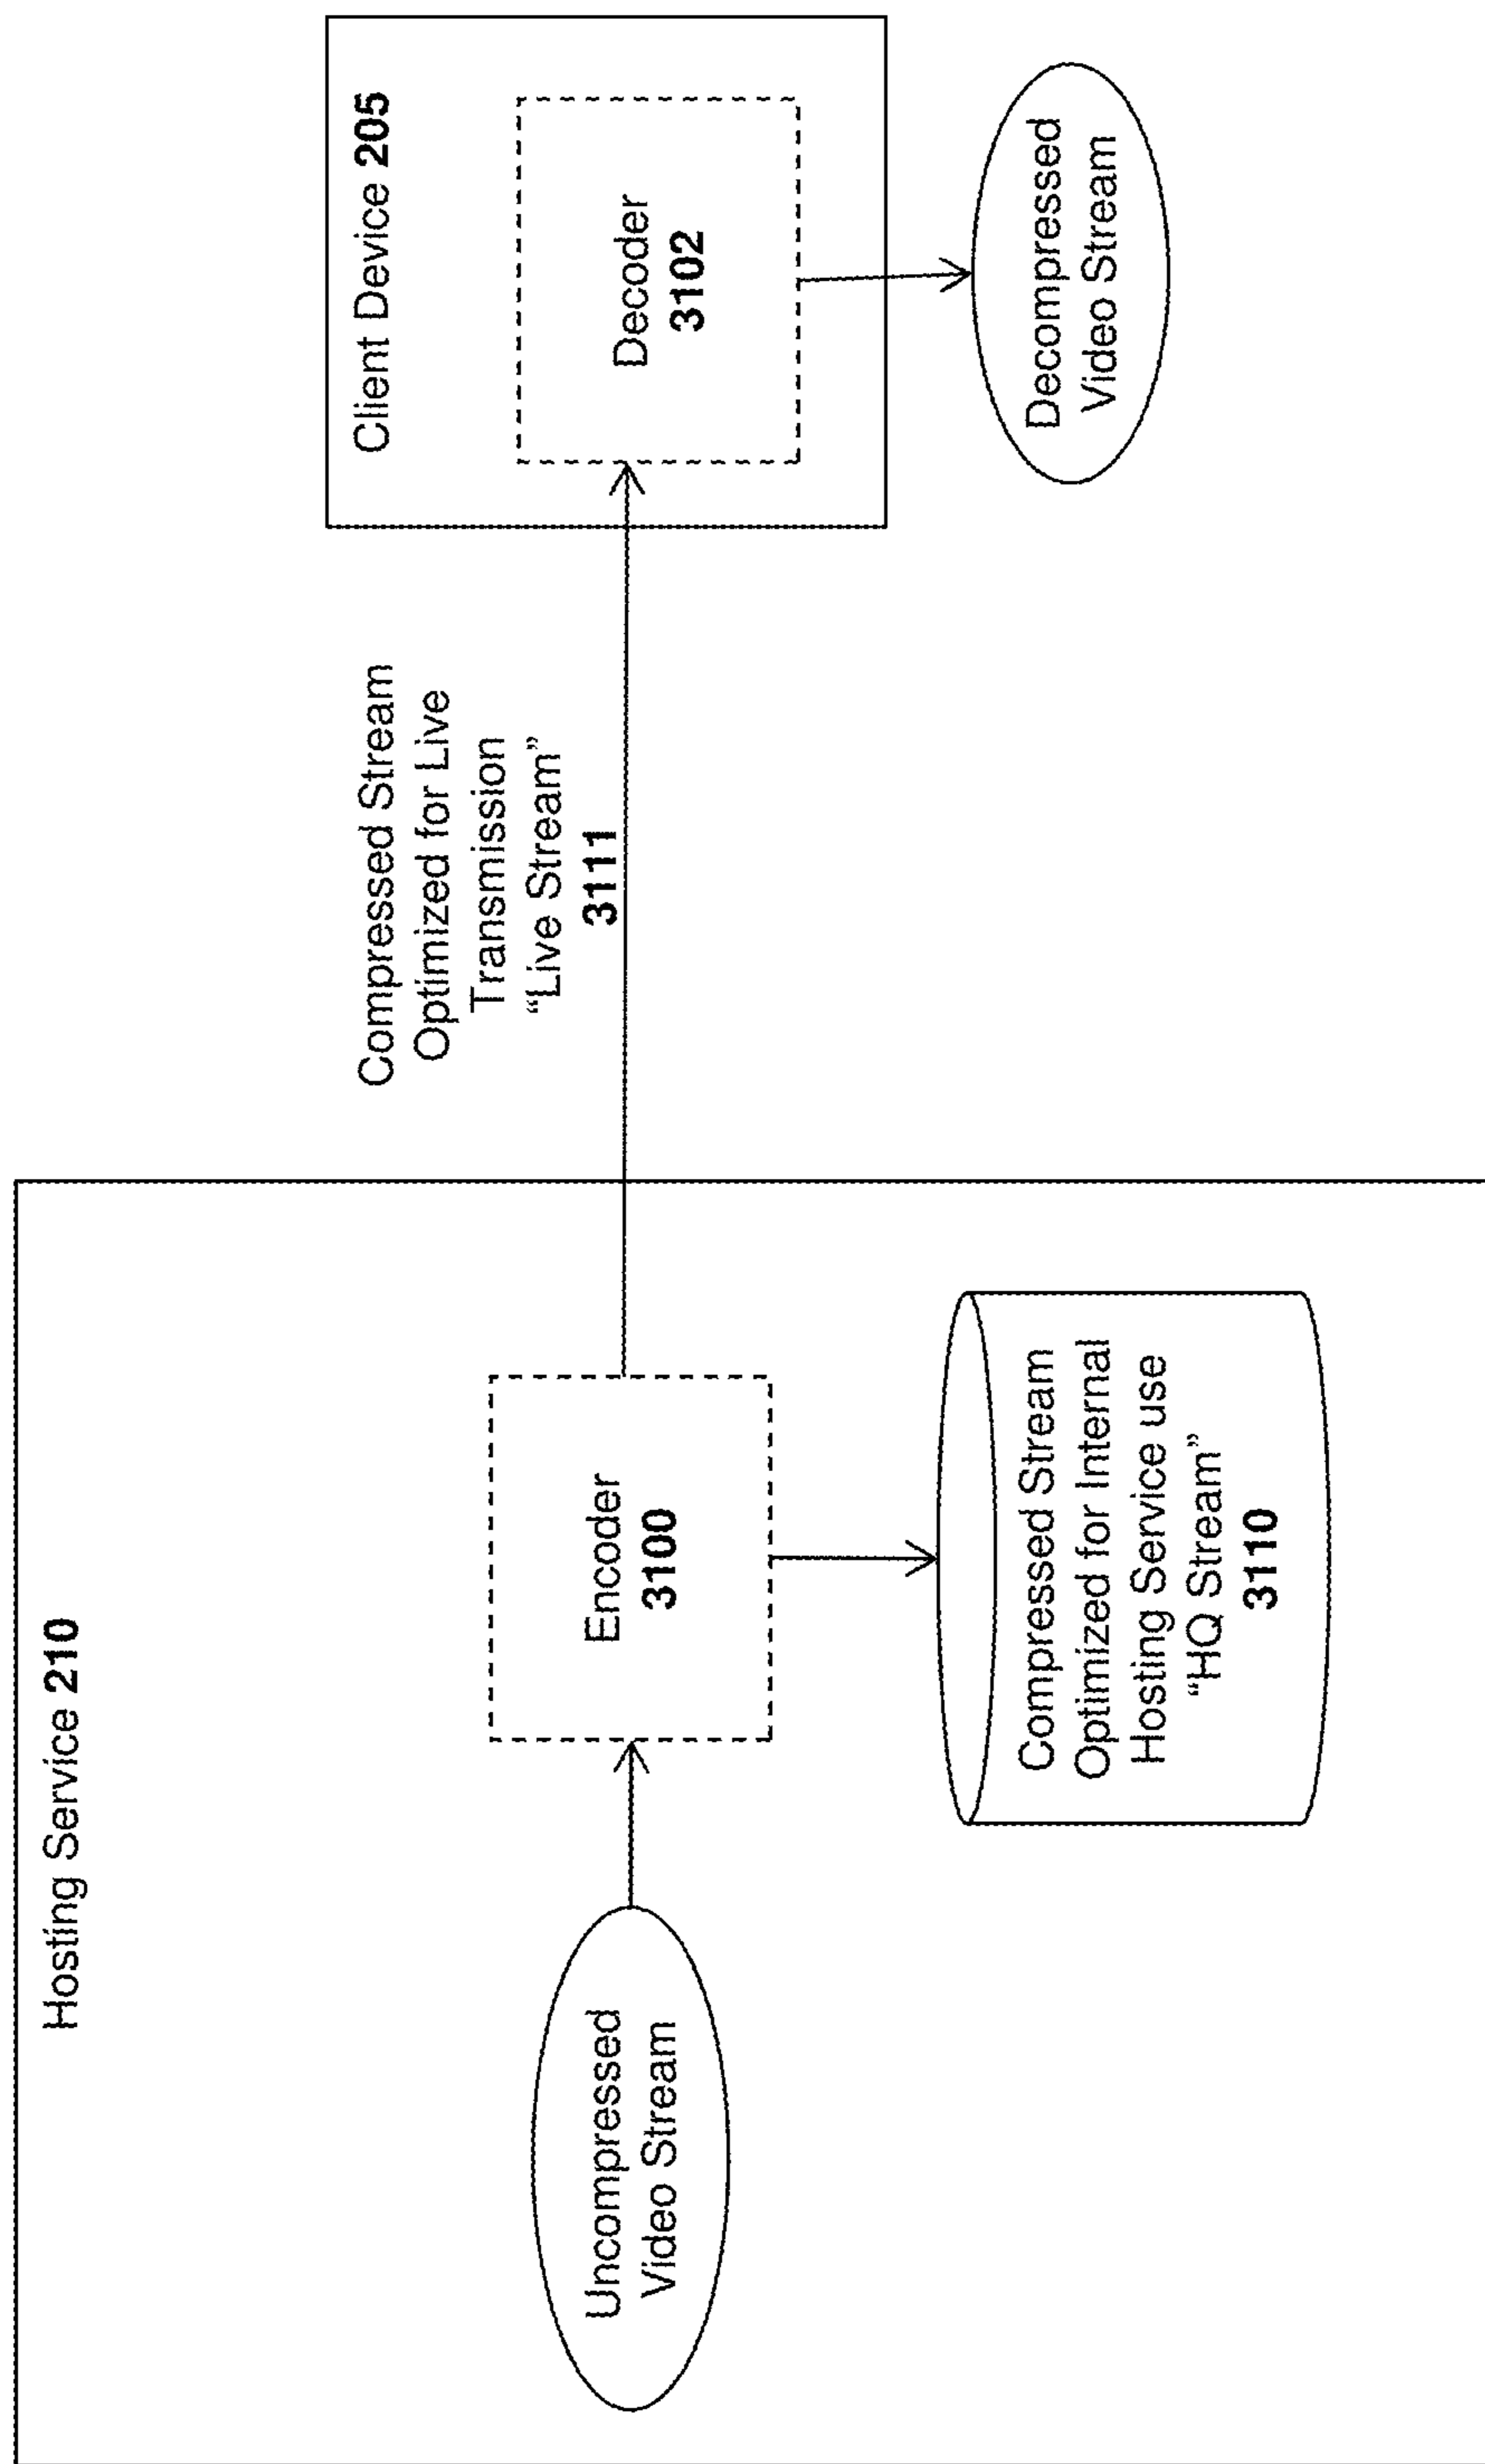 Hosting Service 210
Uncompressed
Video Stream
Encoder
3100
Compressed Stream
Optimized for Internal
Hosting Service use
“HQ Stream”
3110
Compressed Stream
Optimized for Live
Transmission
“Live Stream”
3111
Client Device 205
Decoder
3102
Decompressed
Video Stream